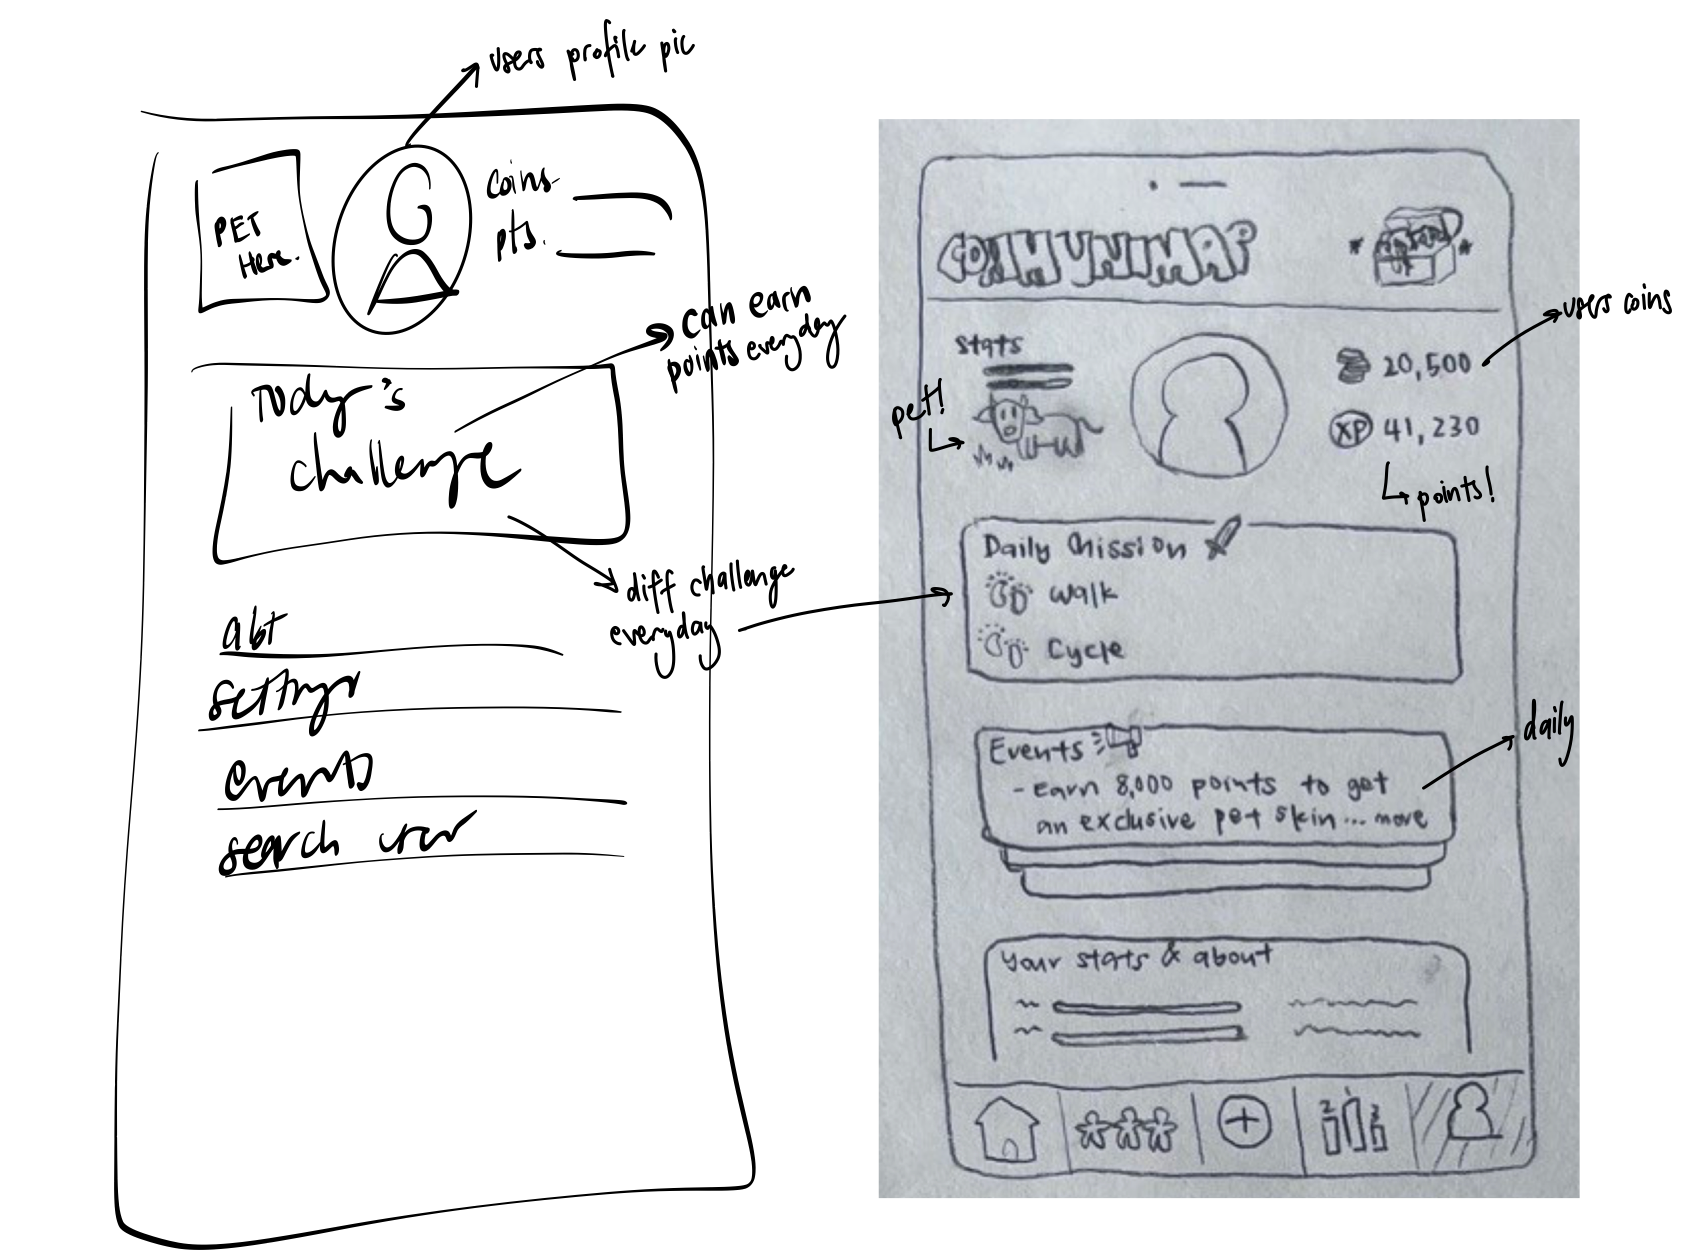 users profile pic
PET
Here.
coins
pts.
can earn
points everyday
Today's
challenge
diff challenge
everyday
abt
settings
events
search user
COMMUNIMAP
stats
pet!
20,500
users coins
XP 41,230
points!
Daily Mission
Walk
Cycle
Events
- Earn 8,000 points to get
an exclusive pet skin... more
daily
Your stats & about
2 1 3